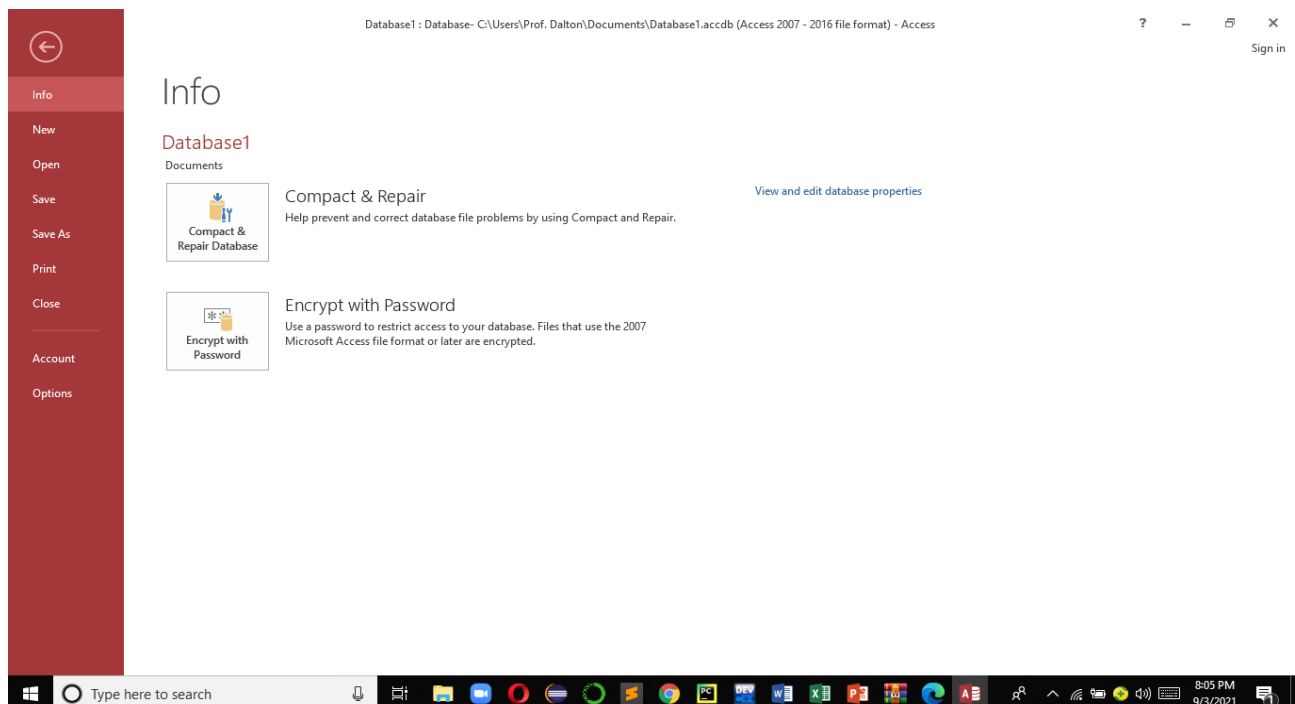 Database1 : Database- C:\Users\Prof. Dalton\Documents\Database1.accdb (Access 2007 - 2016 file format) - Access
?
Sign in
Info
New
Open
Save
Save As
Print
Close
Account
Options
Info
Database1
Documents
Compact &
Repair Database
Compact & Repair
Help prevent and correct database file problems by using Compact and Repair.
View and edit database properties
Encrypt with
Password
Encrypt with Password
Use a password to restrict access to your database. Files that use the 2007
Microsoft Access file format or later are encrypted.
Type here to search
PC
DEV
8:05 PM
9/3/2021